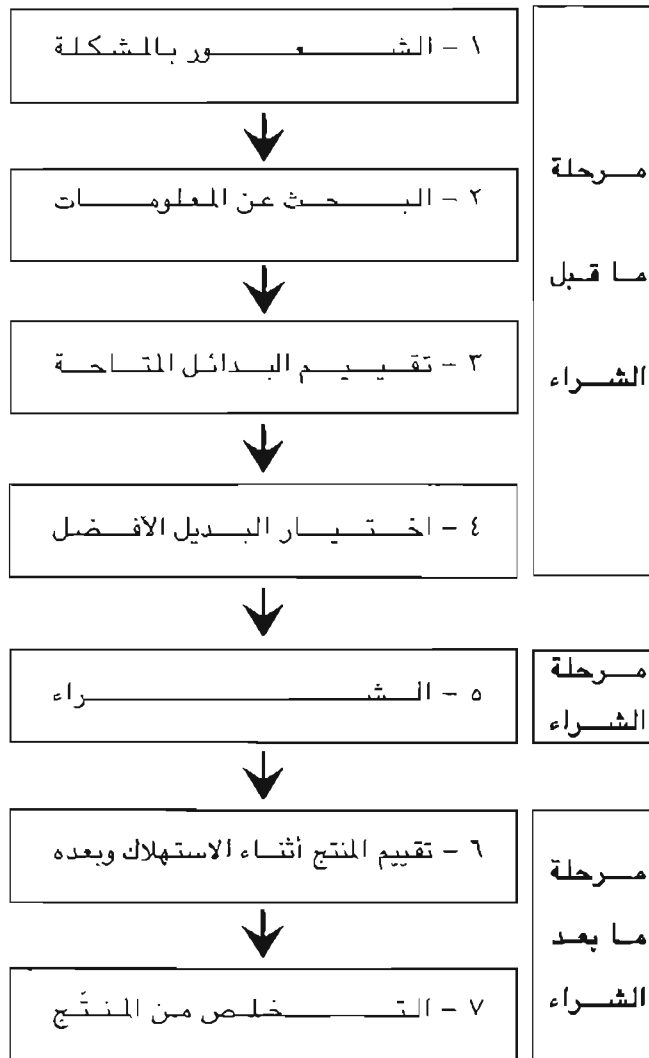 ١ - الشعور بالمشكلة
٢ - البحث عن المعلومات
٣ - تقييم البدائل المتاحة
٤ - اختيار البديل الأفضل
مرحلة
ما قبل
الشراء
٥ - الشراء
مرحلة
الشراء
٦ - تقييم المنتج أثناء الاستهلاك وبعده
٧ - التخلص من المنتَج
مرحلة
ما بعد
الشراء